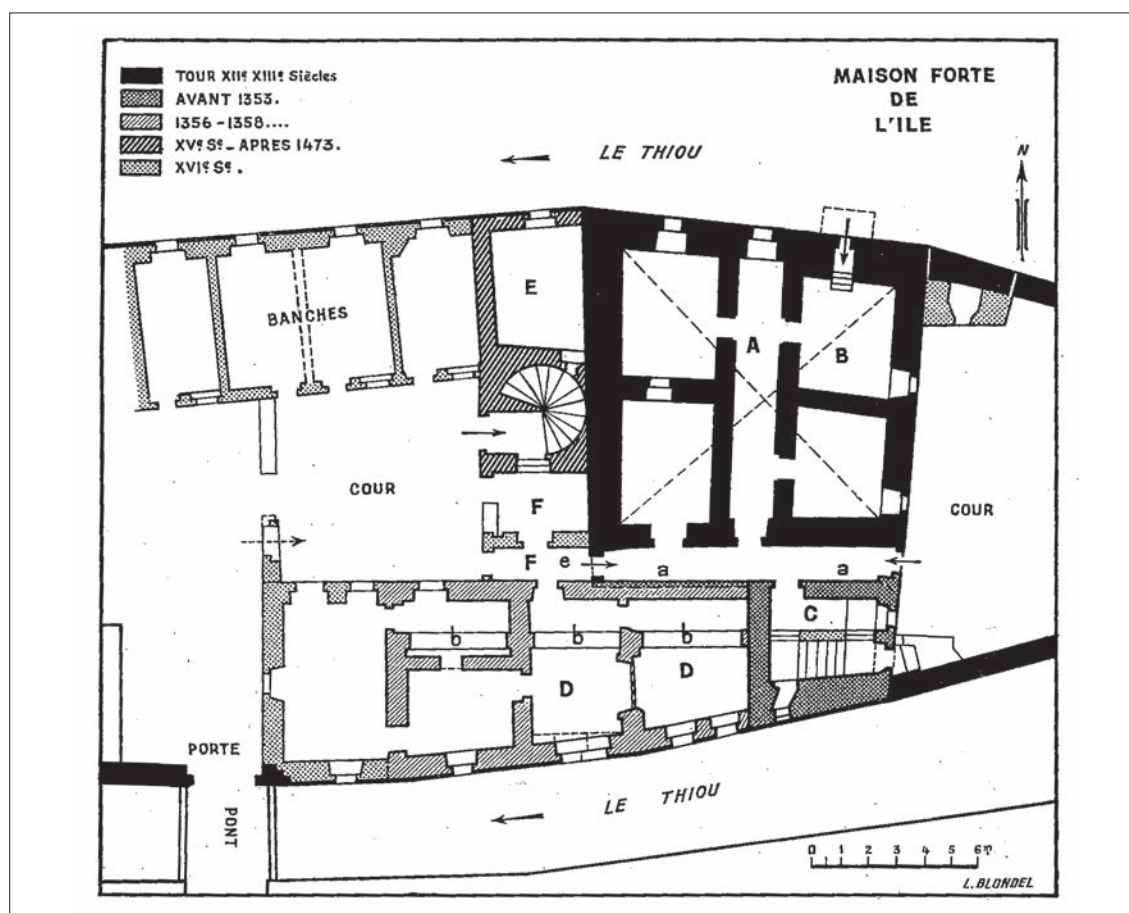 TOUR XIIe XIIIe Siècles
AVANT 1353.
1356-1358....
XVe Se - APRES 1473.
XVIe Se.
MAISON FORTE
DE
L'ILE
LE THIOU
N
BANCHES
E
A
B
COUR
F
COUR
F e
a
a
C
b
b
b
D
D
PORTE
PONT
LE THIOU
0 1 2 3 4 5 6m
L. BLONDEL